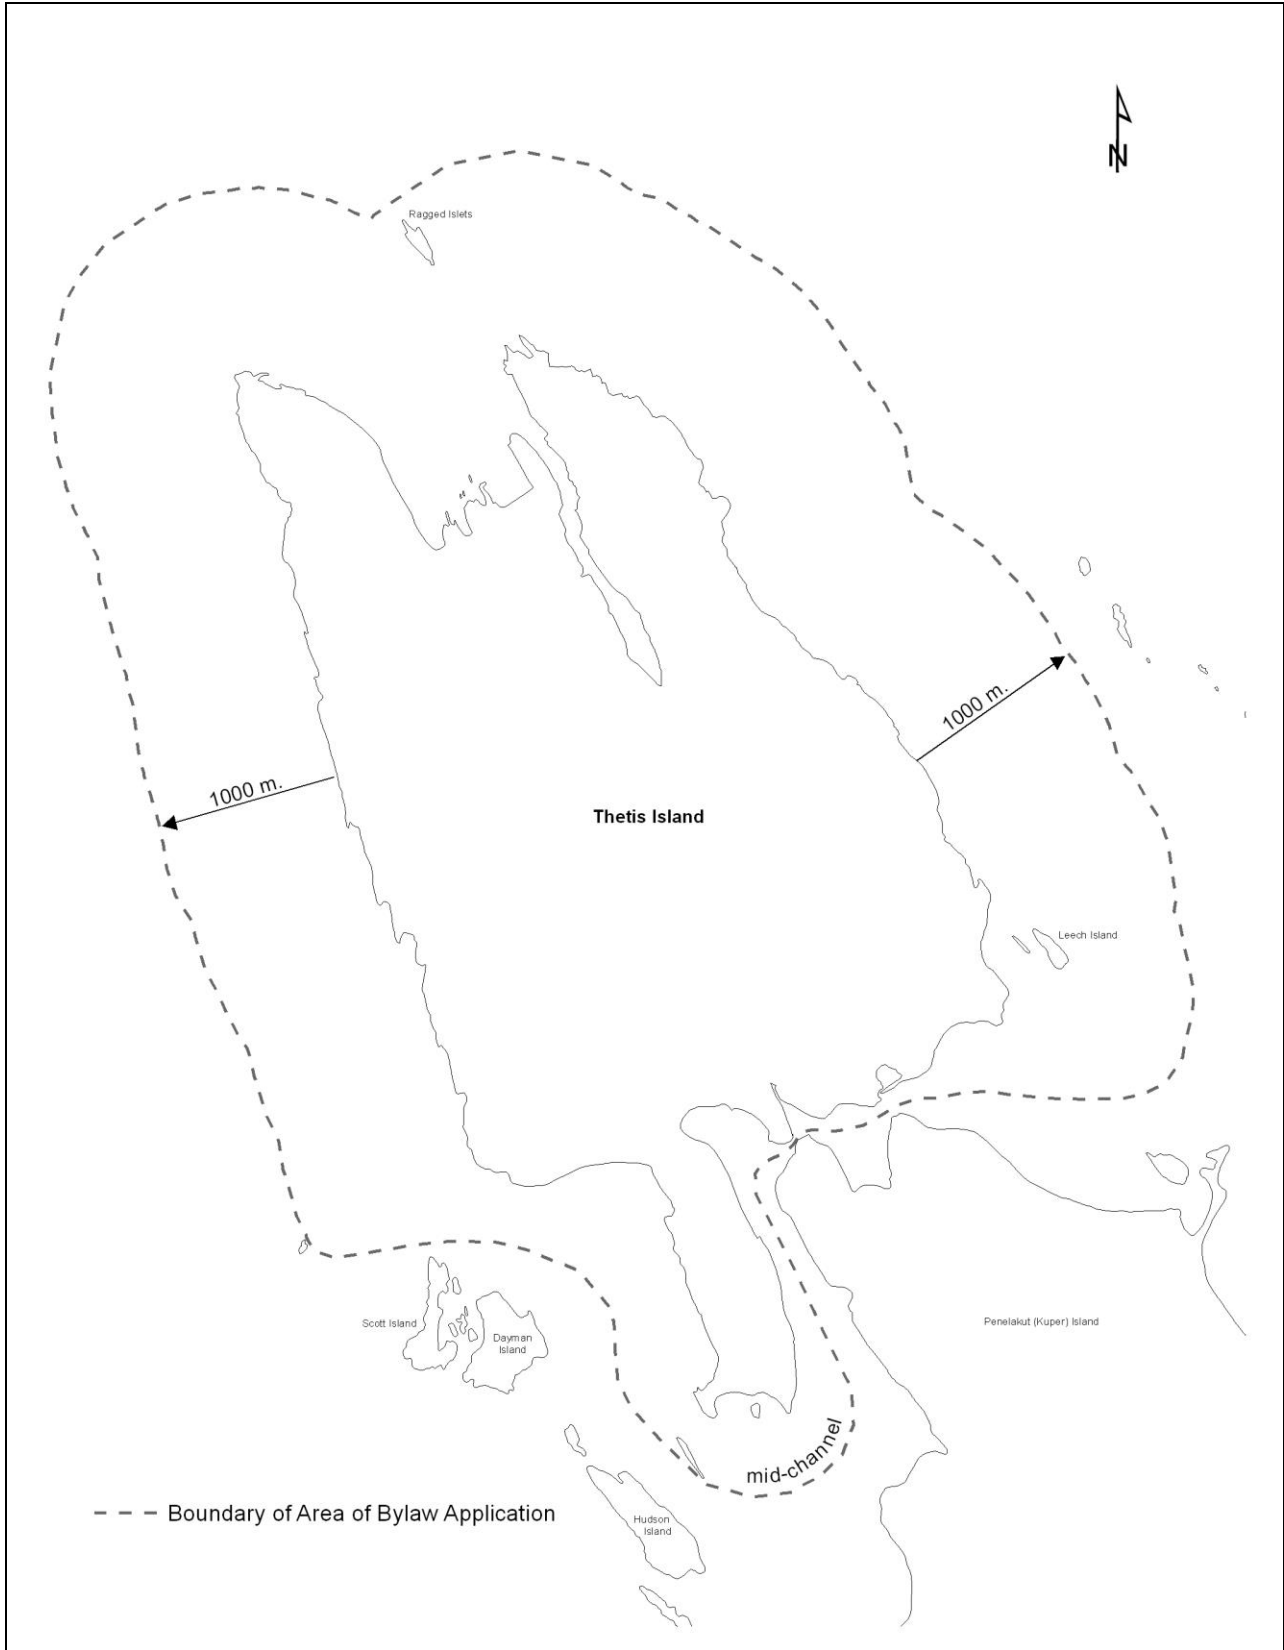 N
Ragged Islets
1000 m.
1000 m.
Thetis Island
Leech Island
Scott Island
Dayman
Island
Penelakut (Kuper) Island
mid-channel
Boundary of Area of Bylaw Application
Hudson
Island